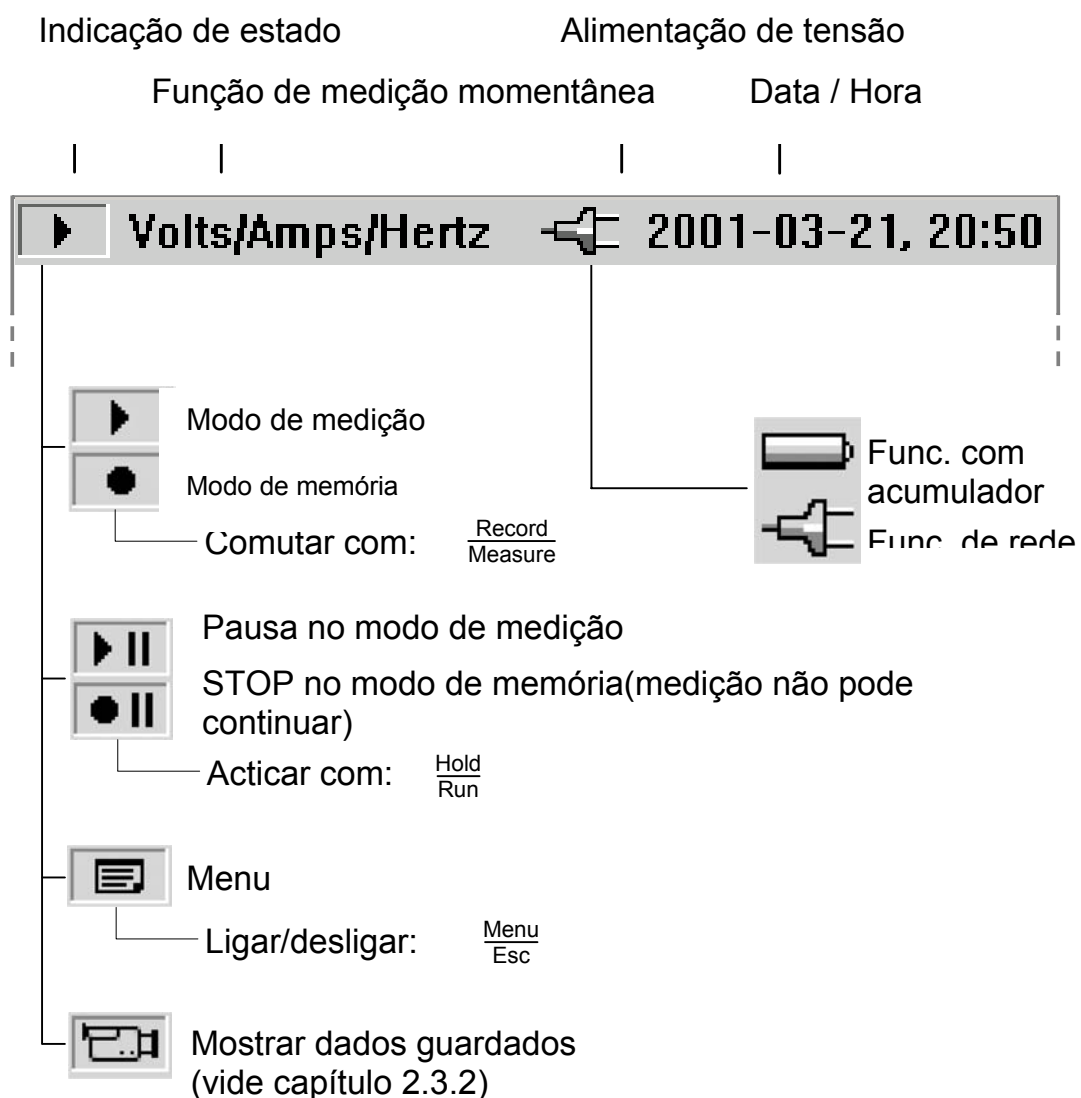 Indicação de estado
Alimentação de tensão
Função de medição momentânea
Data / Hora
Volts/Amps/Hertz 2001-03-21, 20:50
Modo de medição
Modo de memória
Comutar com: Record
Measure
Func. com
acumulador
Func. de rede
Pausa no modo de medição
STOP no modo de memória(medição não pode
continuar)
Acticar com: Hold
Run
Menu
Ligar/desligar: Menu
Esc
Mostrar dados guardados
(vide capítulo 2.3.2)